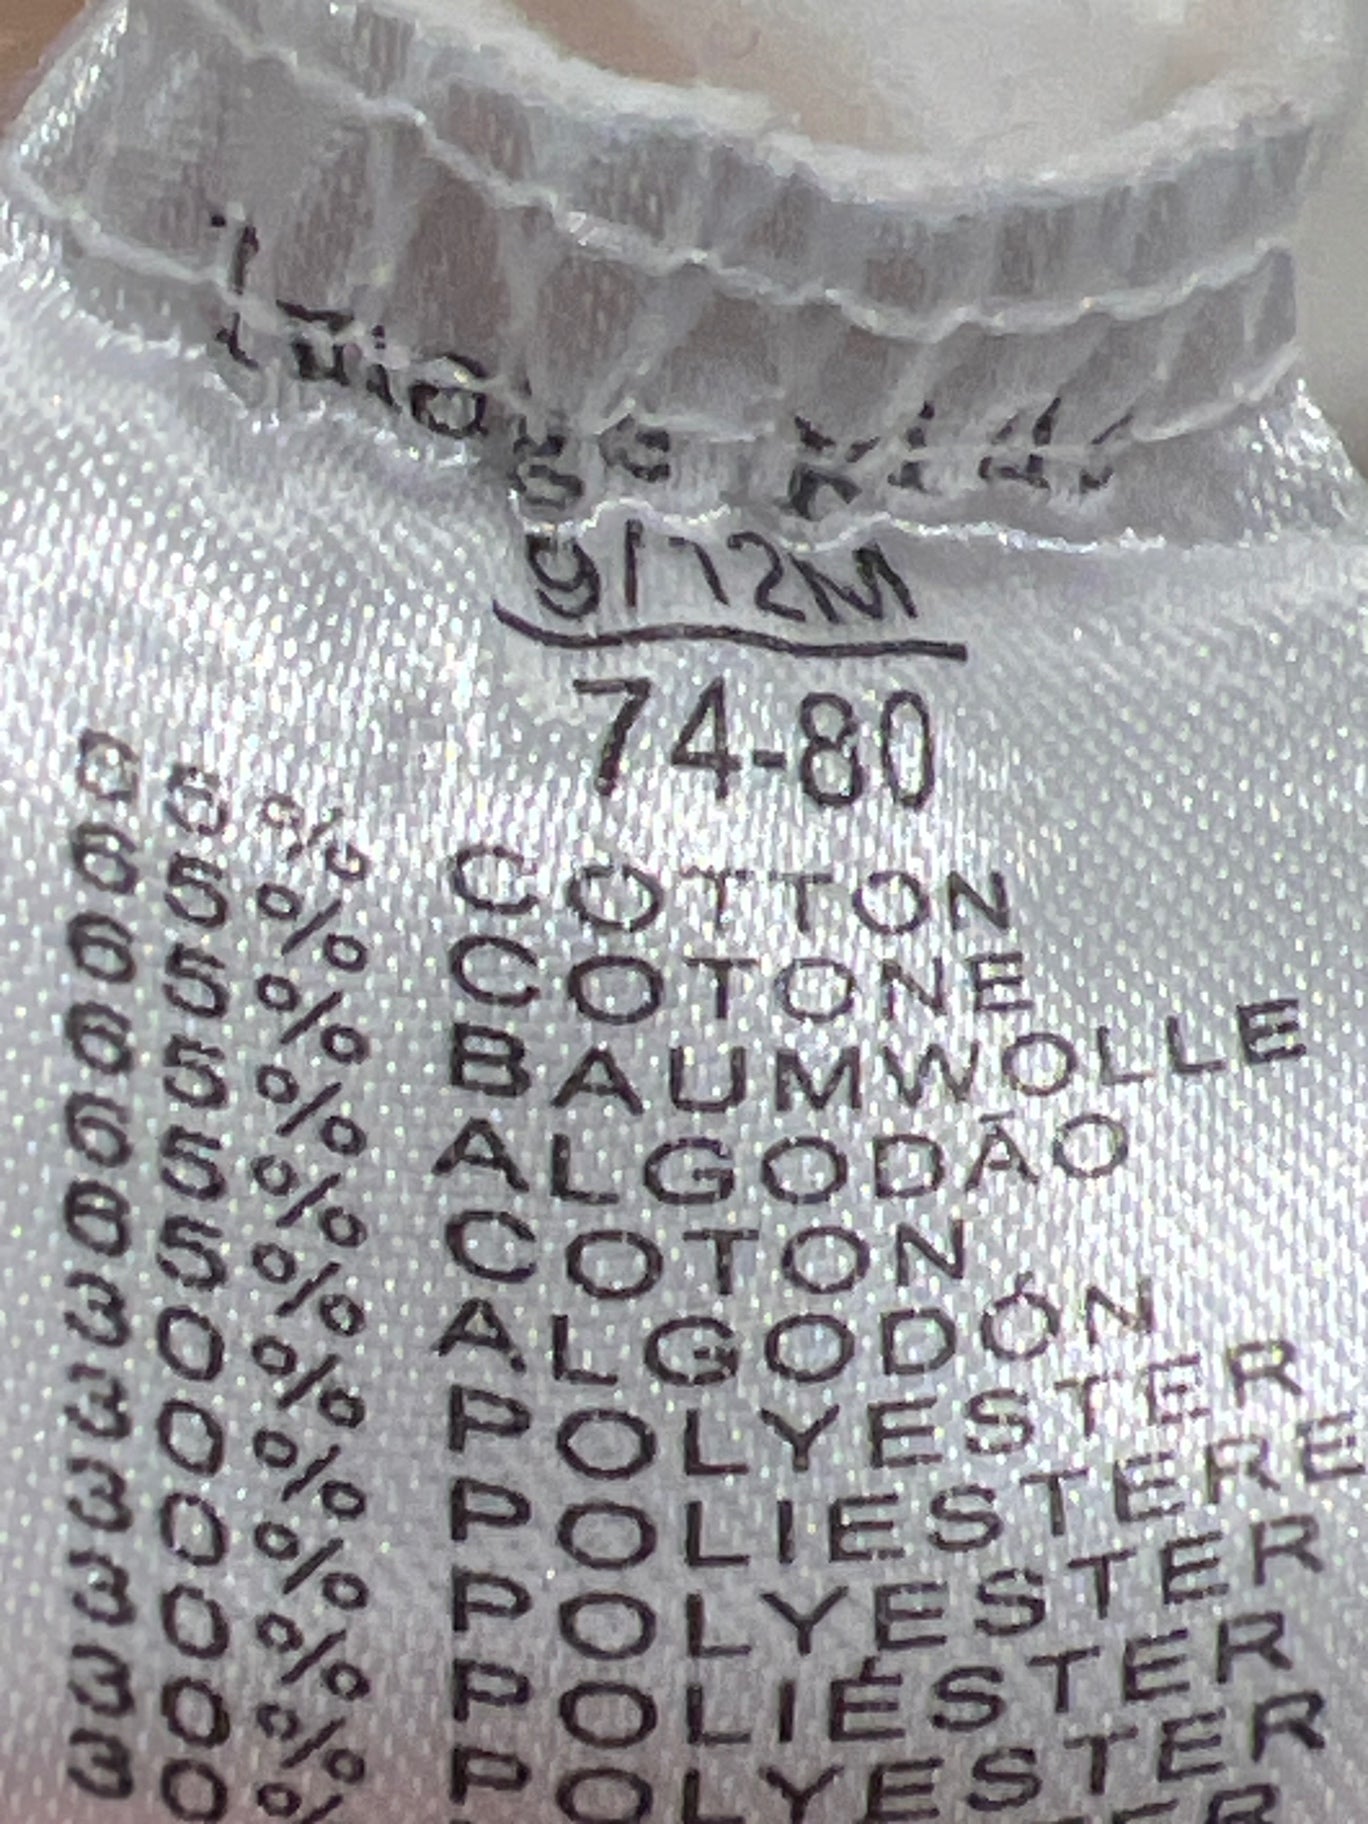 9/12M
74-80
65% COTTON
65% COTONE
65% BAUMWOLLE
65% ALGODÃO
65% COTON
65% ALGODÓN
30% POLYESTER
30% POLIESTERE
30% POLYESTER
30% POLIÉSTER
30% POLYESTER
30%